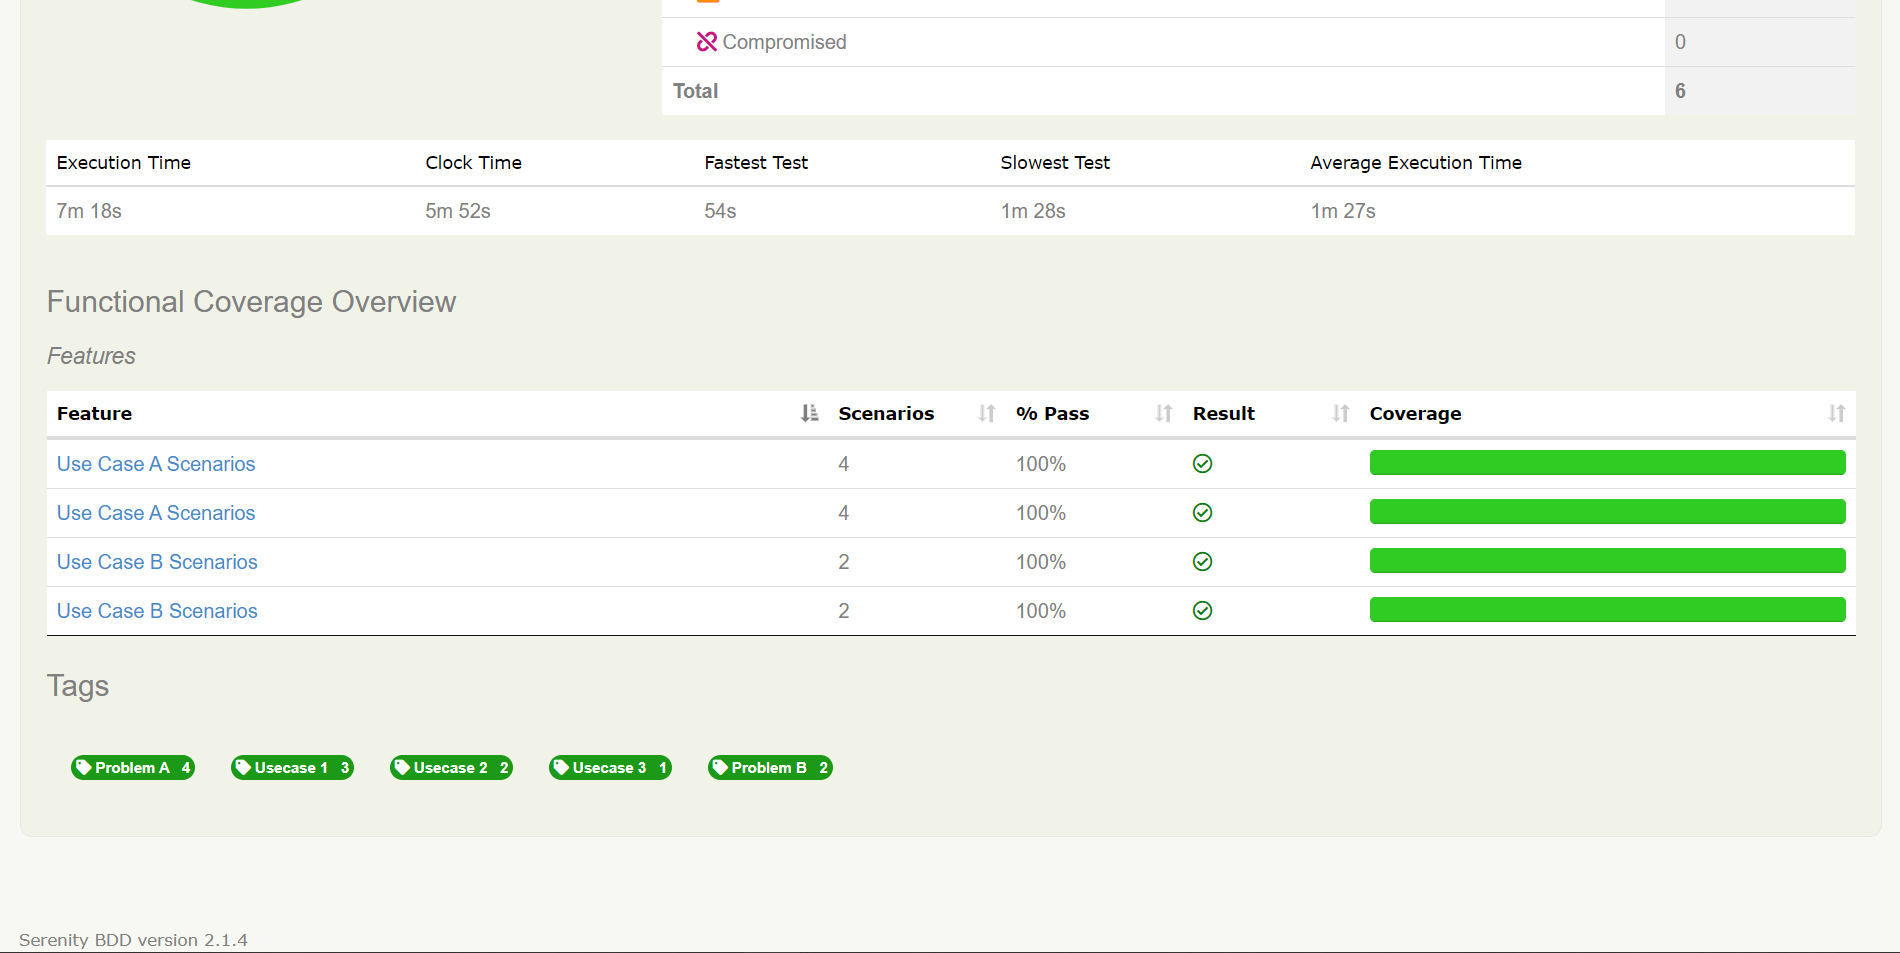 Compromised 0
Total 6
Execution Time Clock Time Fastest Test Slowest Test Average Execution Time
7m 18s 5m 52s 54s 1m 28s 1m 27s
Functional Coverage Overview
Features
Feature Scenarios % Pass Result Coverage
Use Case A Scenarios 4 100%
Use Case A Scenarios 4 100%
Use Case B Scenarios 2 100%
Use Case B Scenarios 2 100%
Tags
Problem A 4 Usecase 1 3 Usecase 2 2 Usecase 3 1 Problem B 2
Serenity BDD version 2.1.4